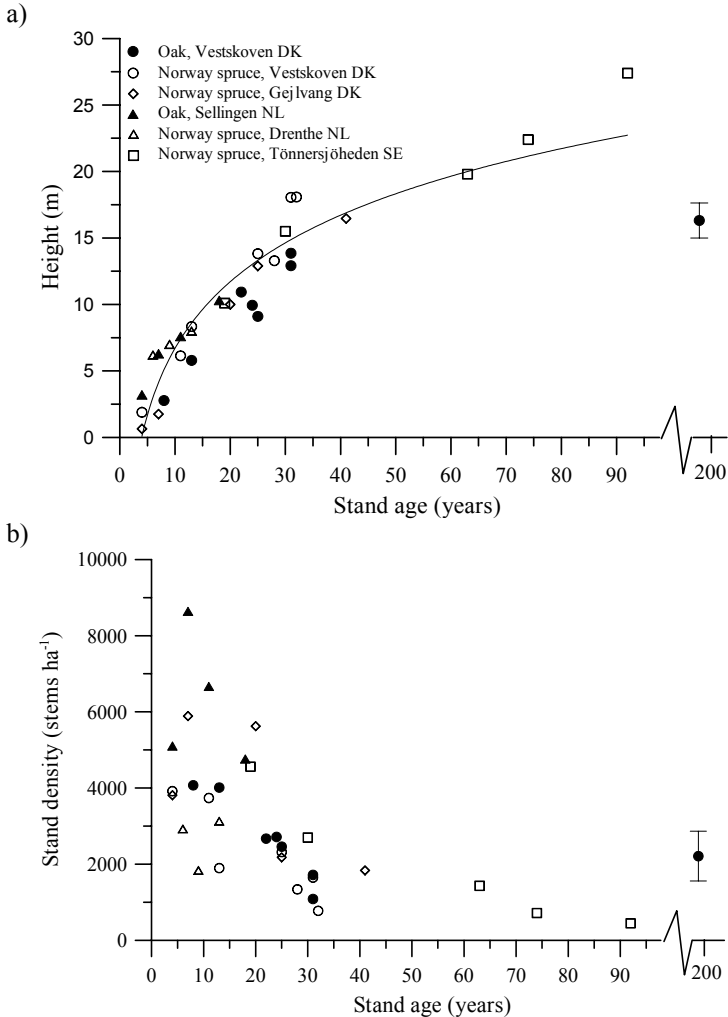 a)
30
25
20
15
10
5
0
Height (m)
Oak, Vestskoven DK
Norway spruce, Vestskoven DK
Norway spruce, Gejlvang DK
Oak, Sellingen NL
Norway spruce, Drenthe NL
Norway spruce, Tönnersjöheden SE
0 10 20 30 40 50 60 70 80 90 200
Stand age (years)
b)
10000
8000
6000
4000
2000
0
Stand density (stems ha⁻¹)
0 10 20 30 40 50 60 70 80 90 200
Stand age (years)